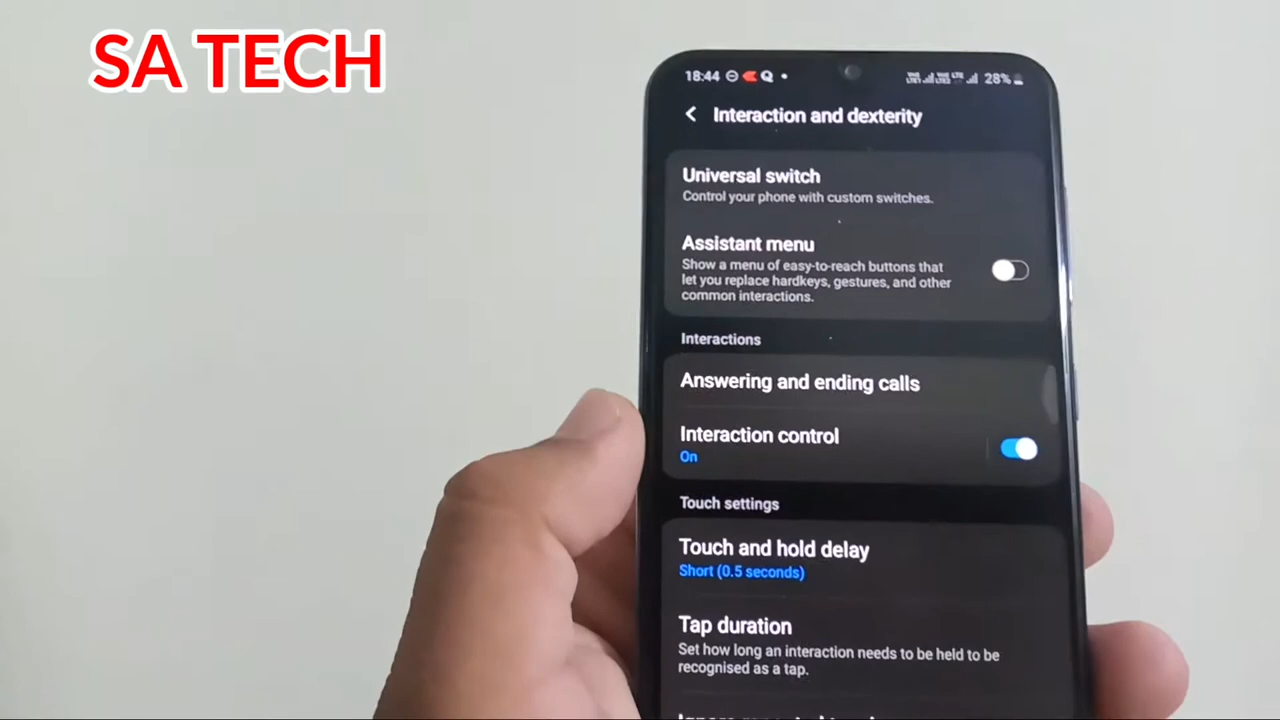 SA TECH
18:44
28%
Interaction and dexterity
Universal switch
Control your phone with custom switches.
Assistant menu
Show a menu of easy-to-reach buttons that
let you replace hardkeys, gestures, and other
common interactions.
Interactions
Answering and ending calls
Interaction control
On
Touch settings
Touch and hold delay
Short (0.5 seconds)
Tap duration
Set how long an interaction needs to be held to be
recognised as a tap.